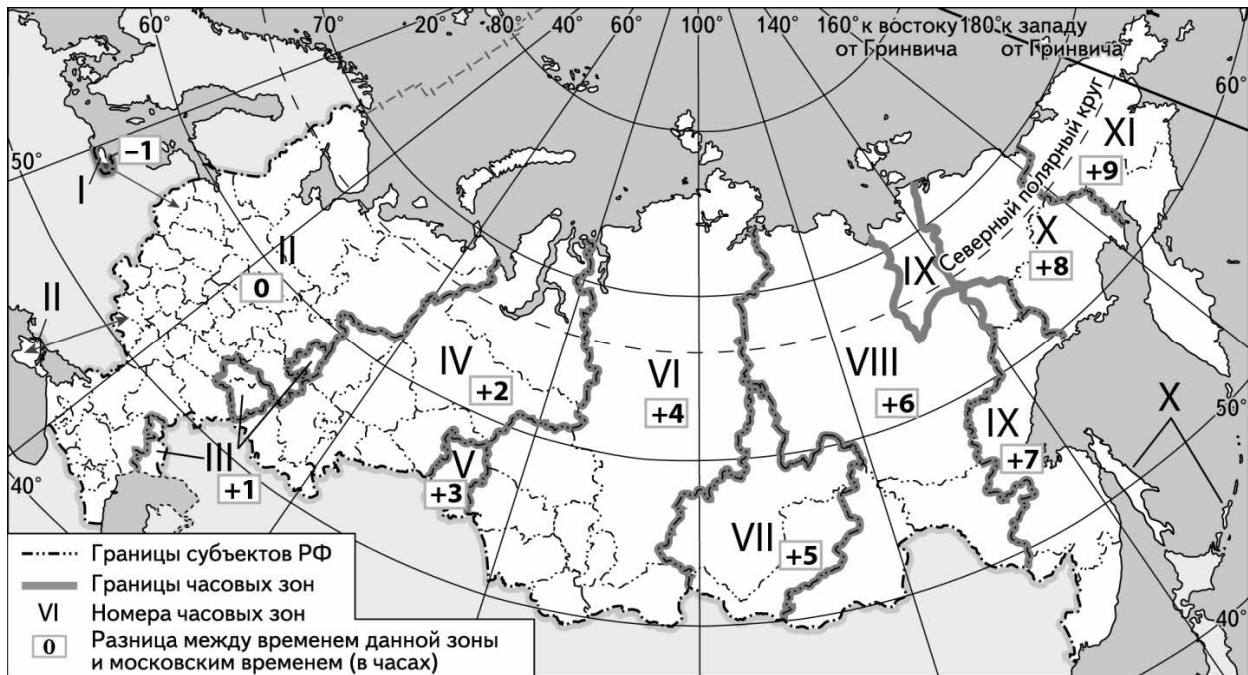 60° 70° 20° 80° 60° 100° 140° 160° к востоку 180° к западу
от Гринвича от Гринвича
60°
50°
I
–1
II
0
II
40°
III
+1
IV
+2
V
+3
VI
+4
VII
+5
VIII
+6
IX
IX
+7
X
+8
XI
+9
Северный полярный круг
X
50°
40°
Границы субъектов РФ
Границы часовых зон
VI Номера часовых зон
0 Разница между временем данной зоны
и московским временем (в часах)